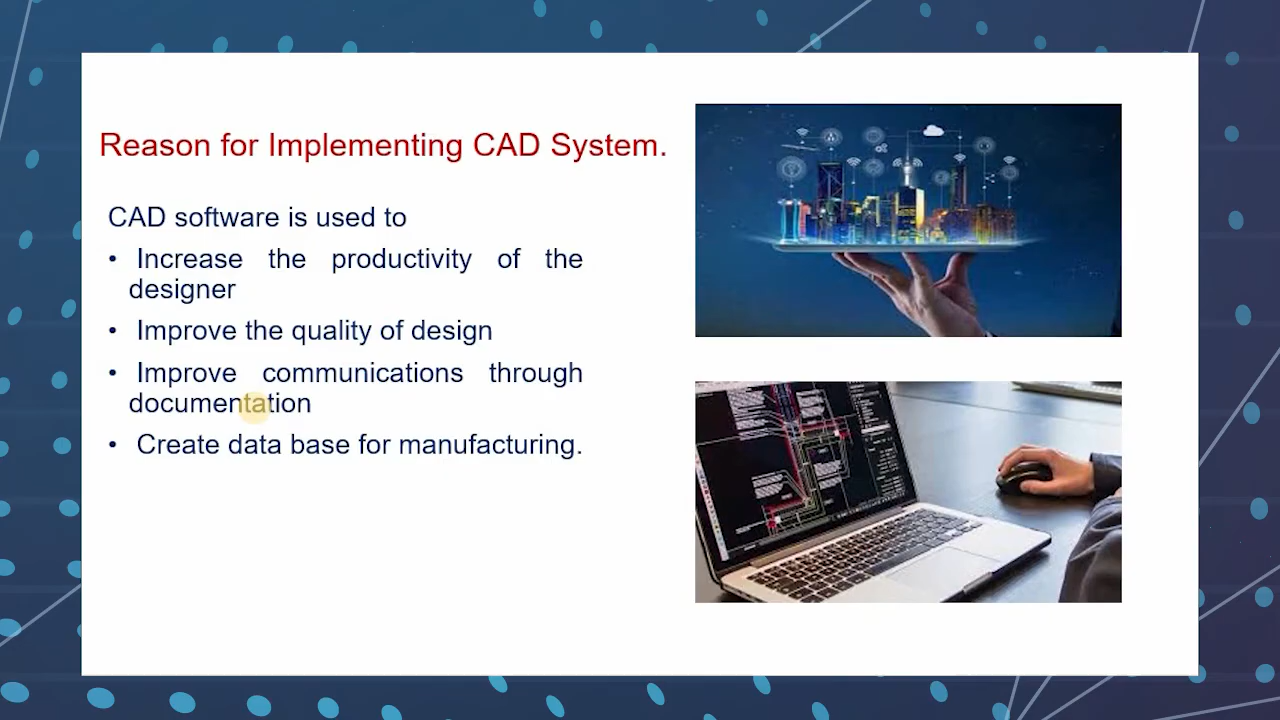 Reason for Implementing CAD System.
CAD software is used to
• Increase the productivity of the
designer
• Improve the quality of design
• Improve communications through
documentation
• Create data base for manufacturing.